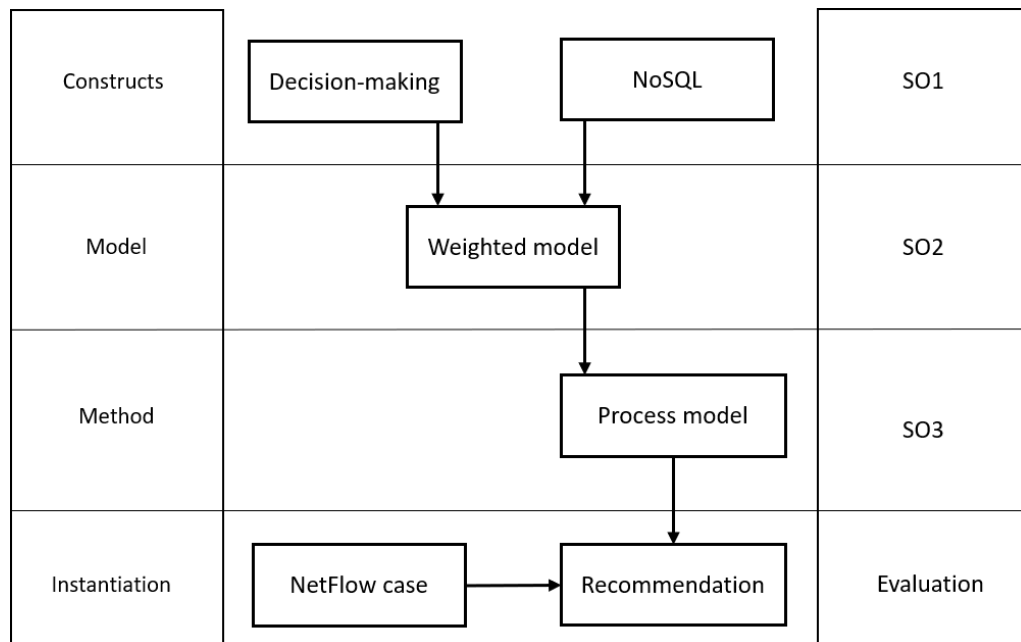 Constructs
Decision-making
NoSQL
SO1
Model
Weighted model
SO2
Method
Process model
SO3
Instantiation
NetFlow case
Recommendation
Evaluation